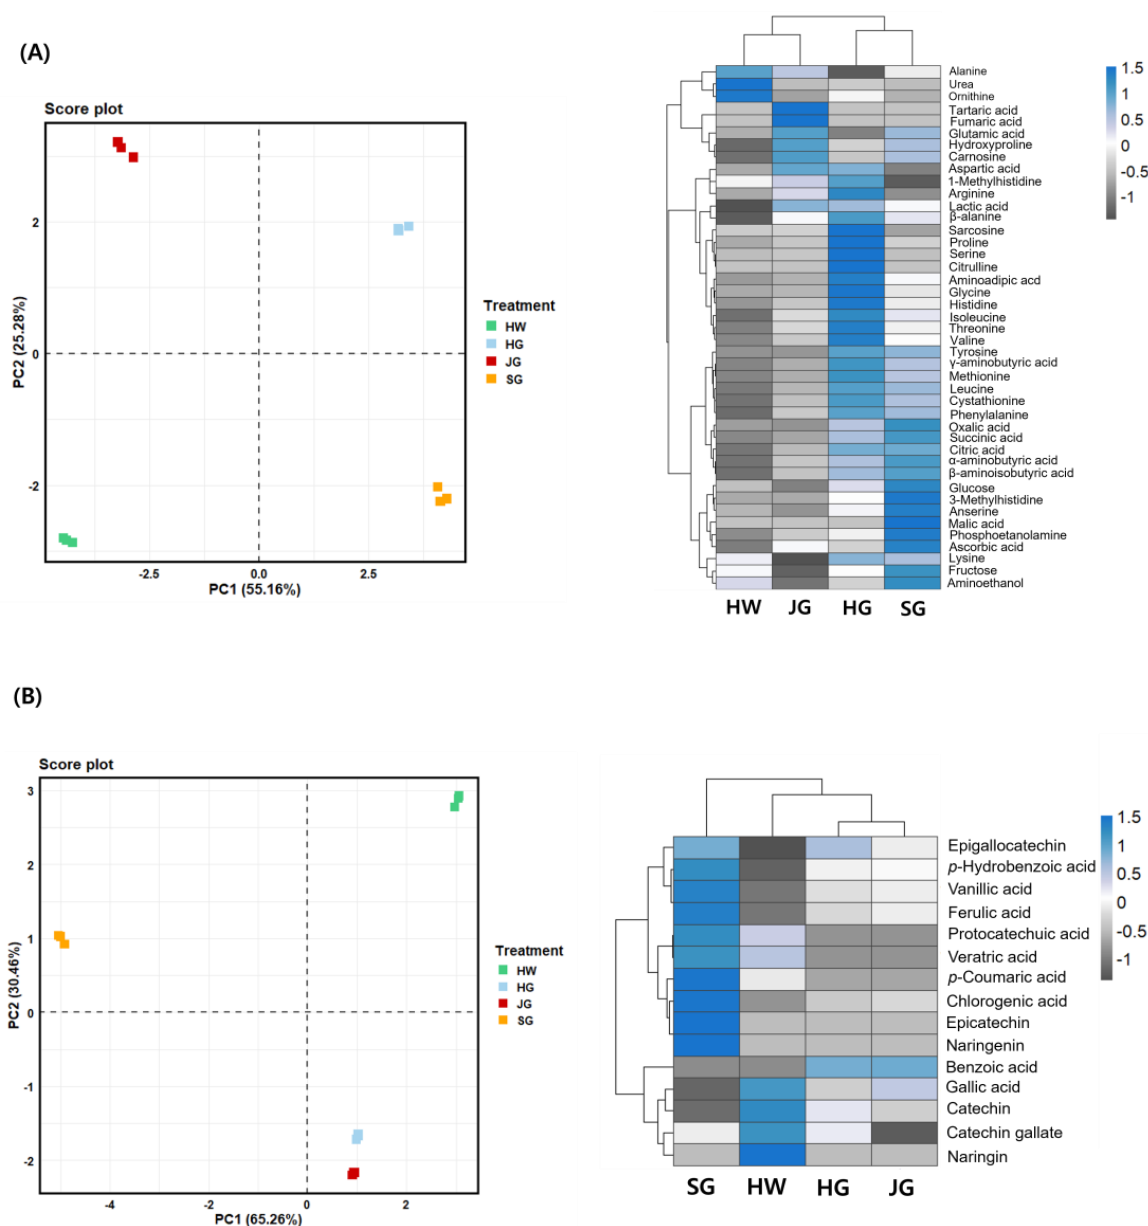 (A)
Score plot
PC2 (25.28%)
2
0
-2
-2.5
0.0
2.5
PC1 (55.16%)
Treatment
HW
HG
JG
SG
Alanine
Urea
Ornithine
Tartaric acid
Fumaric acid
Glutamic acid
Hydroxyproline
Carnosine
Aspartic acid
1-Methylhistidine
Arginine
Lactic acid
β-alanine
Sarcosine
Proline
Serine
Citrulline
Aminoadipic acd
Glycine
Histidine
Isoleucine
Threonine
Valine
Tyrosine
γ-aminobutyric acid
Methionine
Leucine
Cystathionine
Phenylalanine
Oxalic acid
Succinic acid
Citric acid
α-aminobutyric acid
β-aminoisobutyric acid
Glucose
3-Methylhistidine
Anserine
Malic acid
Phosphoetanolamine
Ascorbic acid
Lysine
Fructose
Aminoethanol
HW JG HG SG
1.5
1
0.5
0
-0.5
-1
(B)
Score plot
PC2 (30.46%)
3
2
1
0
-1
-2
-4
-2
0
2
PC1 (65.26%)
Treatment
HW
HG
JG
SG
Epigallocatechin
p-Hydrobenzoic acid
Vanillic acid
Ferulic acid
Protocatechuic acid
Veratric acid
p-Coumaric acid
Chlorogenic acid
Epicatechin
Naringenin
Benzoic acid
Gallic acid
Catechin
Catechin gallate
Naringin
SG HW HG JG
1.5
1
0.5
0
-0.5
-1